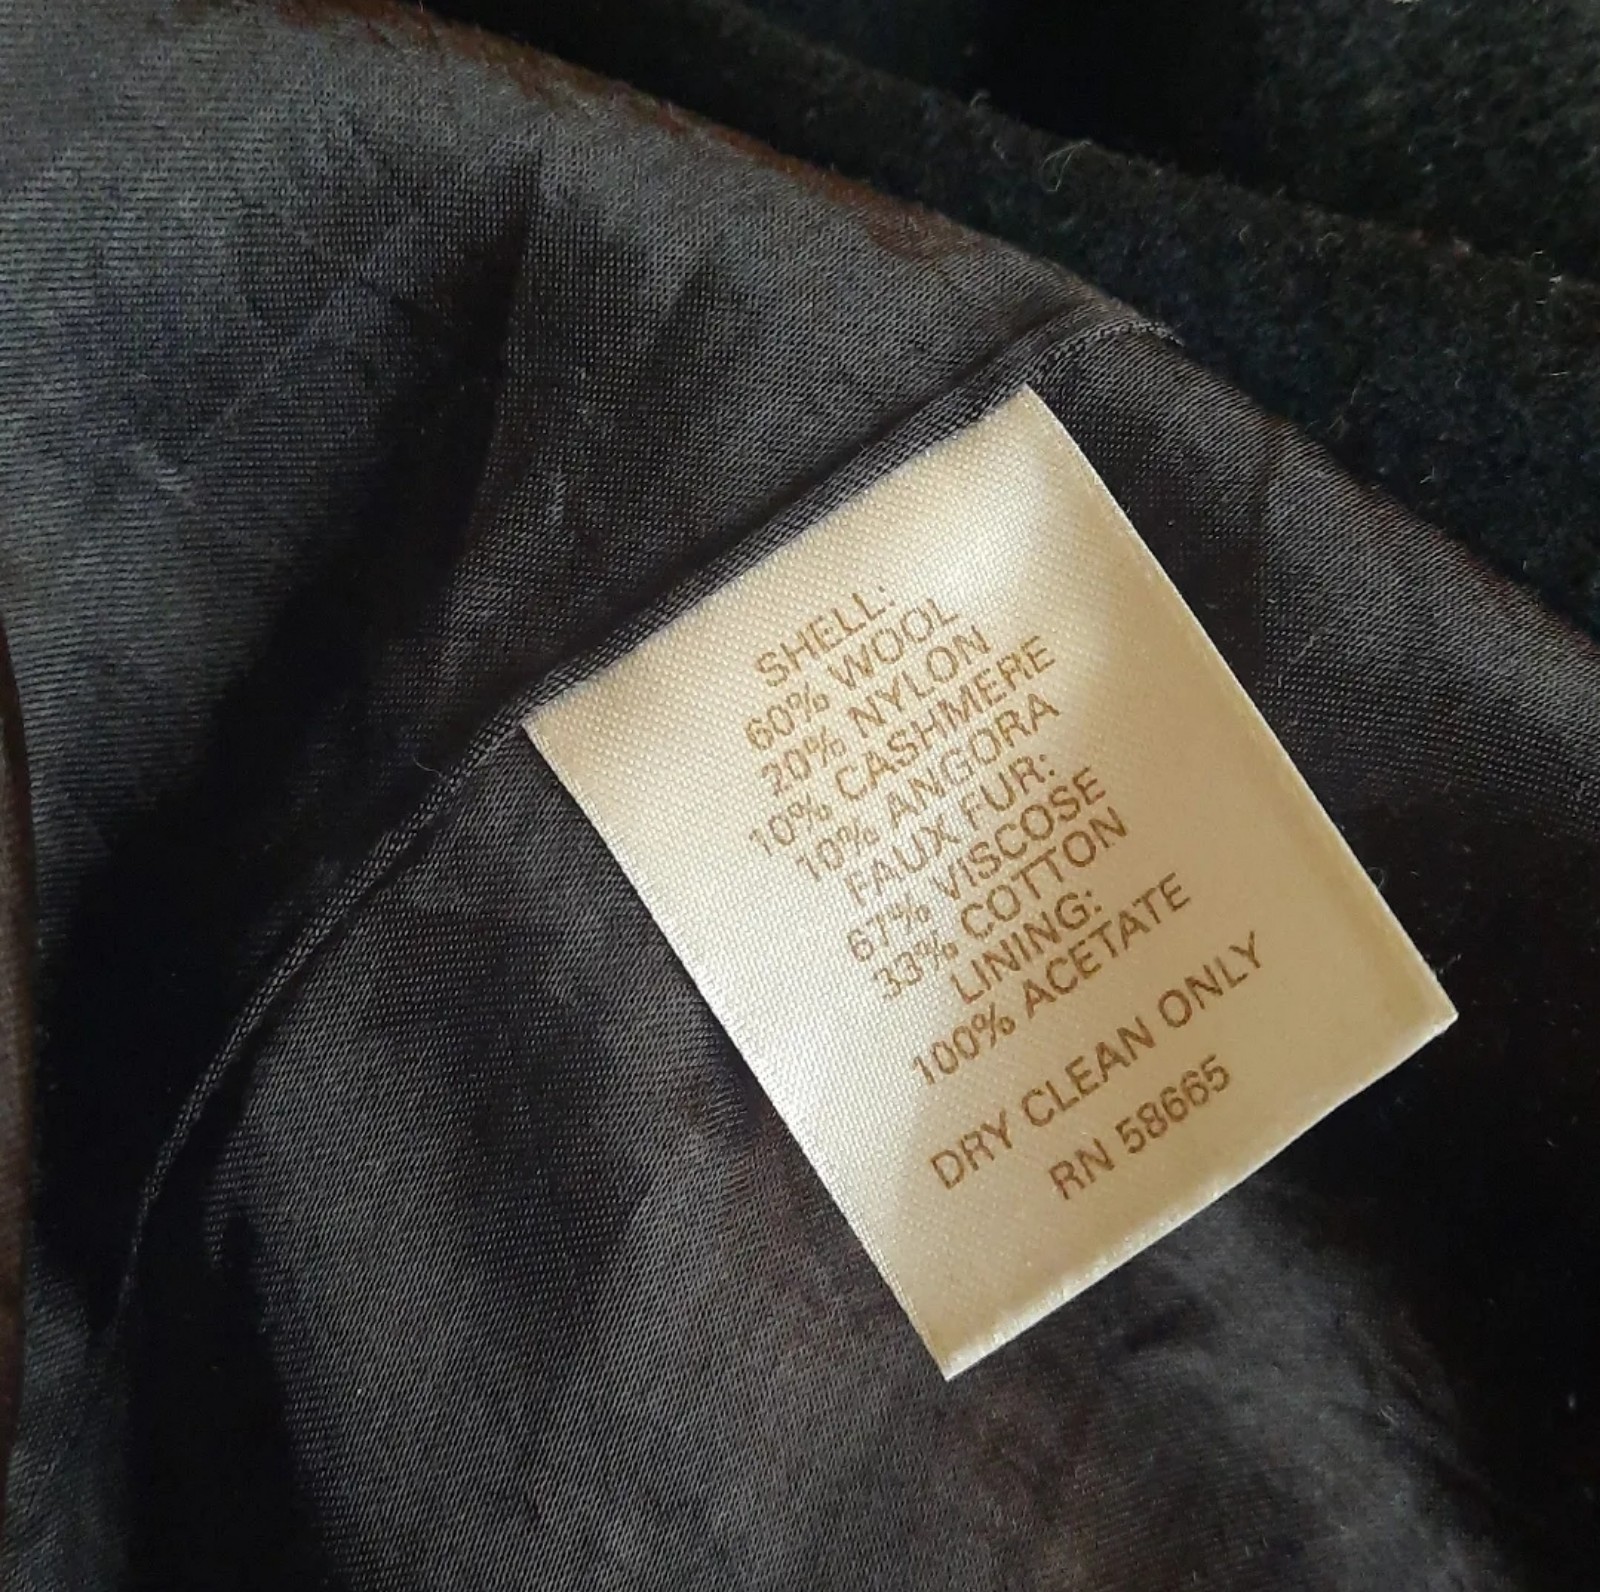 SHELL:
60% WOOL
20% NYLON
10% CASHMERE
10% ANGORA
FAUX FUR:
67% VISCOSE
33% COTTON
LINING:
100% ACETATE
DRY CLEAN ONLY
RN 58665